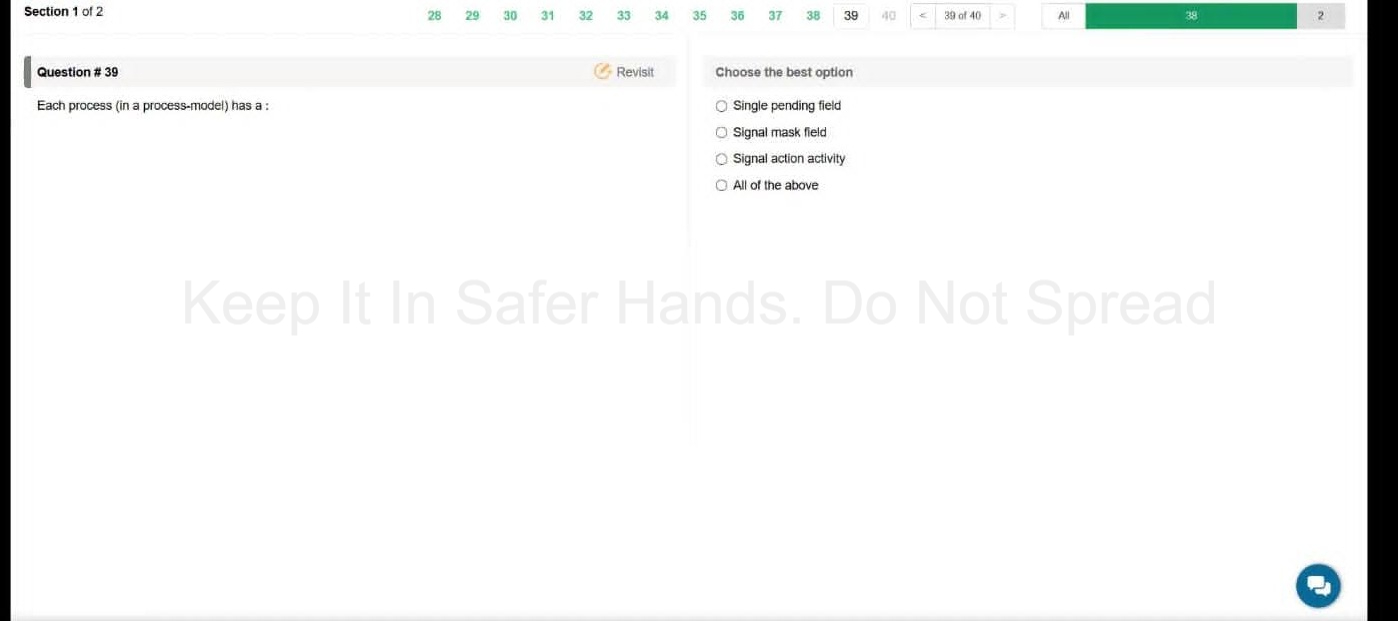 Section 1 of 2
28 29 30 31 32 33 34 35 36 37 38 39 40 < 39 of 40 > All 38 2
Question # 39
Revisit
Each process (in a process-model) has a :
Choose the best option
Single pending field
Signal mask field
Signal action activity
All of the above
Keep It In Safer Hands. Do Not Spread